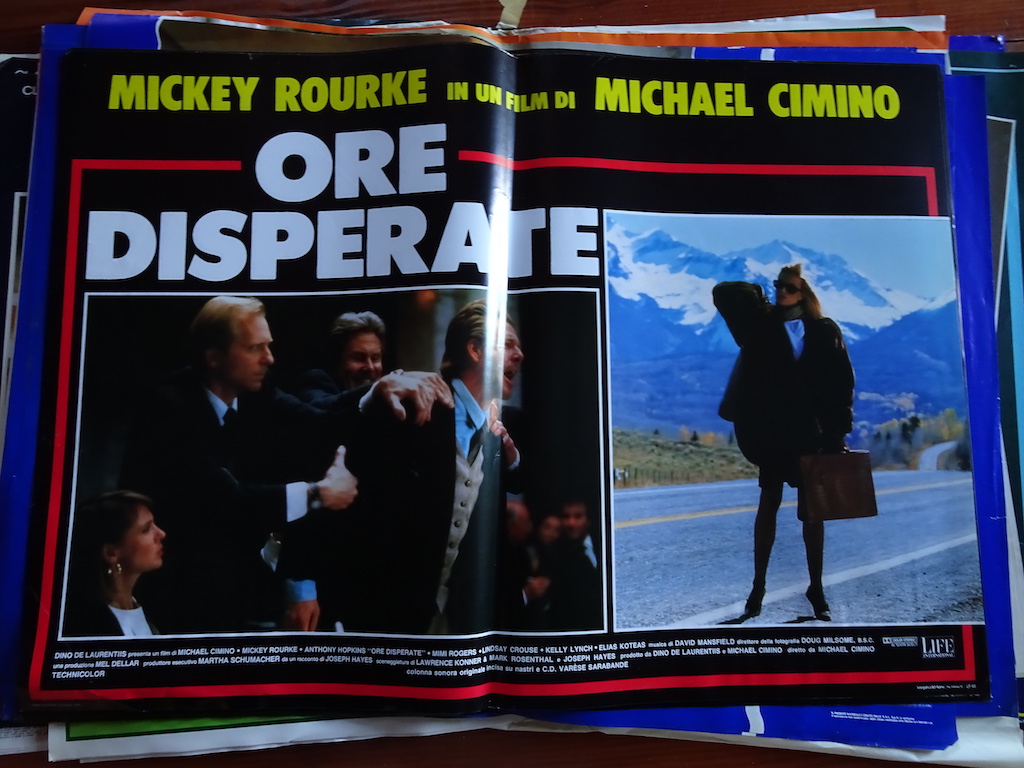 MICKEY ROURKE IN UN FILM DI MICHAEL CIMINO
ORE
DISPERATE
DINO DE LAURENTIIS presenta un film di MICHAEL CIMINO • MICKEY ROURKE • ANTHONY HOPKINS "ORE DISPERATE" • MIMI ROGERS • LINDSAY CROUSE • KELLY LYNCH • ELIAS KOTEAS musica di DAVID MANSFIELD direttore della fotografia DOUG MILSOME, B.S.C.
una produzione MEL DELLAR produttore esecutivo MARTHA SCHUMACHER da un racconto di JOSEPH HAYES sceneggiatura di LAWRENCE KONNER & MARK ROSENTHAL e JOSEPH HAYES prodotto da DINO DE LAURENTIIS e MICHAEL CIMINO diretto da MICHAEL CIMINO
TECHNICOLOR
colonna sonora originale incisa su nastri e C.D. VARÈSE SARABANDE
LIFE
INTERNATIONAL